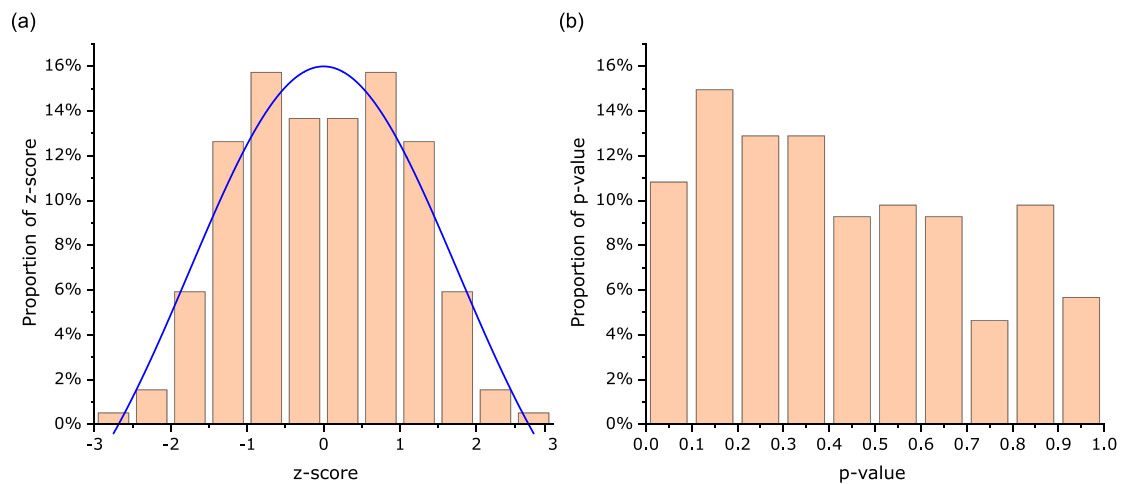 (a)
16%
14%
12%
10%
8%
6%
4%
2%
0%
Proportion of z-score
-3 -2 -1 0 1 2 3
z-score
(b)
16%
14%
12%
10%
8%
6%
4%
2%
0%
Proportion of p-value
0.0 0.1 0.2 0.3 0.4 0.5 0.6 0.7 0.8 0.9 1.0
p-value